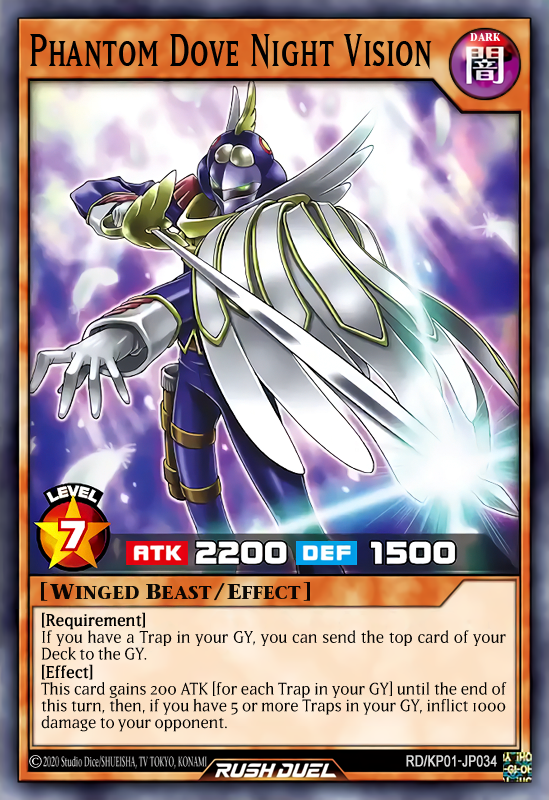 Phantom Dove Night Vision
DARK
闇
LEVEL
7
ATK 2200 DEF 1500
[Winged Beast/Effect]
[Requirement]
If you have a Trap in your GY, you can send the top card of your
Deck to the GY.
[Effect]
This card gains 200 ATK [for each Trap in your GY] until the end of
this turn, then, if you have 5 or more Traps in your GY, inflict 1000
damage to your opponent.
©2020 Studio Dice/SHUEISHA, TV TOKYO, KONAMI
RUSH DUEL
RD/KP01-JP034